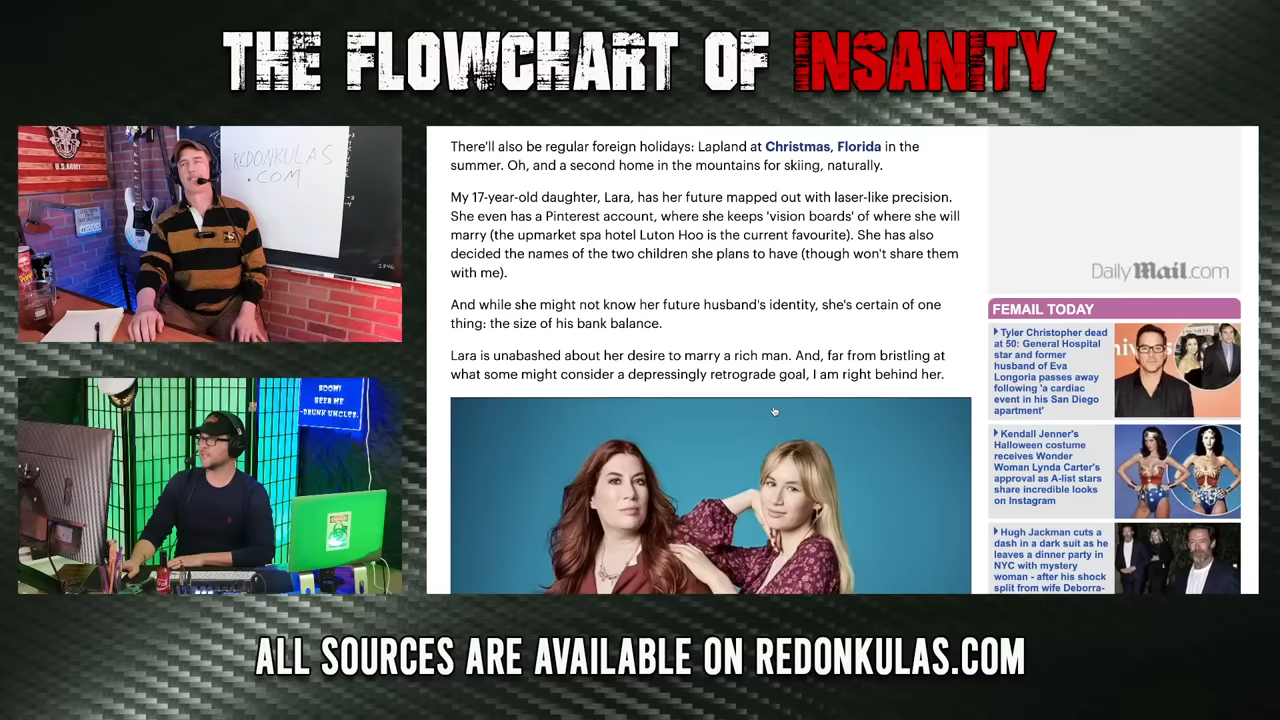 THE FLOWCHART OF INSANITY
U.S. ARMY
REDONKULAS
.COM
BOOM!
BEER ME
-DRUNK UNCLES.
There'll also be regular foreign holidays: Lapland at Christmas, Florida in the
summer. Oh, and a second home in the mountains for skiing, naturally.
My 17-year-old daughter, Lara, has her future mapped out with laser-like precision.
She even has a Pinterest account, where she keeps 'vision boards' of where she will
marry (the upmarket spa hotel Luton Hoo is the current favourite). She has also
decided the names of the two children she plans to have (though won't share them
with me).
And while she might not know her future husband's identity, she's certain of one
thing: the size of his bank balance.
Lara is unabashed about her desire to marry a rich man. And, far from bristling at
what some might consider a depressingly retrograde goal, I am right behind her.
DailyMail.com
FEMAIL TODAY
Tyler Christopher dead
at 50: General Hospital
star and former
husband of Eva
Longoria passes away
following 'a cardiac
event in his San Diego
apartment'
Kendall Jenner's
Halloween costume
receives Wonder
Woman Lynda Carter's
approval as A-list stars
share incredible looks
on Instagram
Hugh Jackman cuts a
dash in a dark suit as he
leaves a dinner party in
NYC with mystery
woman - after his shock
split from wife Deborra-
ALL SOURCES ARE AVAILABLE ON REDONKULAS.COM